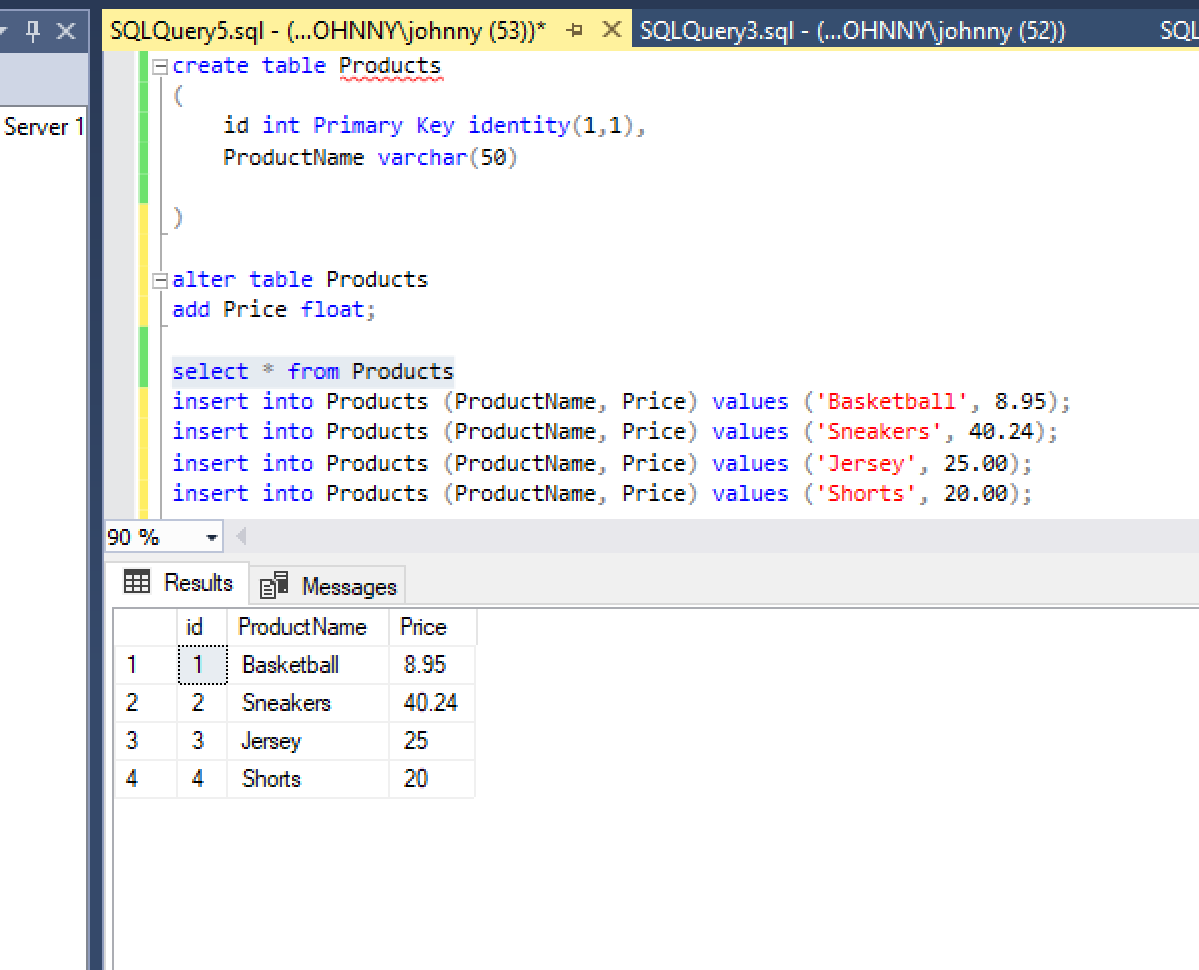 SQLQuery5.sql - (...OHNNY\johnny (53))* SQLQuery3.sql - (...OHNNY\johnny (52)) SQL
Server 1
create table Products
(
id int Primary Key identity(1,1),
ProductName varchar(50)
)
alter table Products
add Price float;
select * from Products
insert into Products (ProductName, Price) values ('Basketball', 8.95);
insert into Products (ProductName, Price) values ('Sneakers', 40.24);
insert into Products (ProductName, Price) values ('Jersey', 25.00);
insert into Products (ProductName, Price) values ('Shorts', 20.00);
90 %
Results Messages
id ProductName Price
1 1 Basketball 8.95
2 2 Sneakers 40.24
3 3 Jersey 25
4 4 Shorts 20